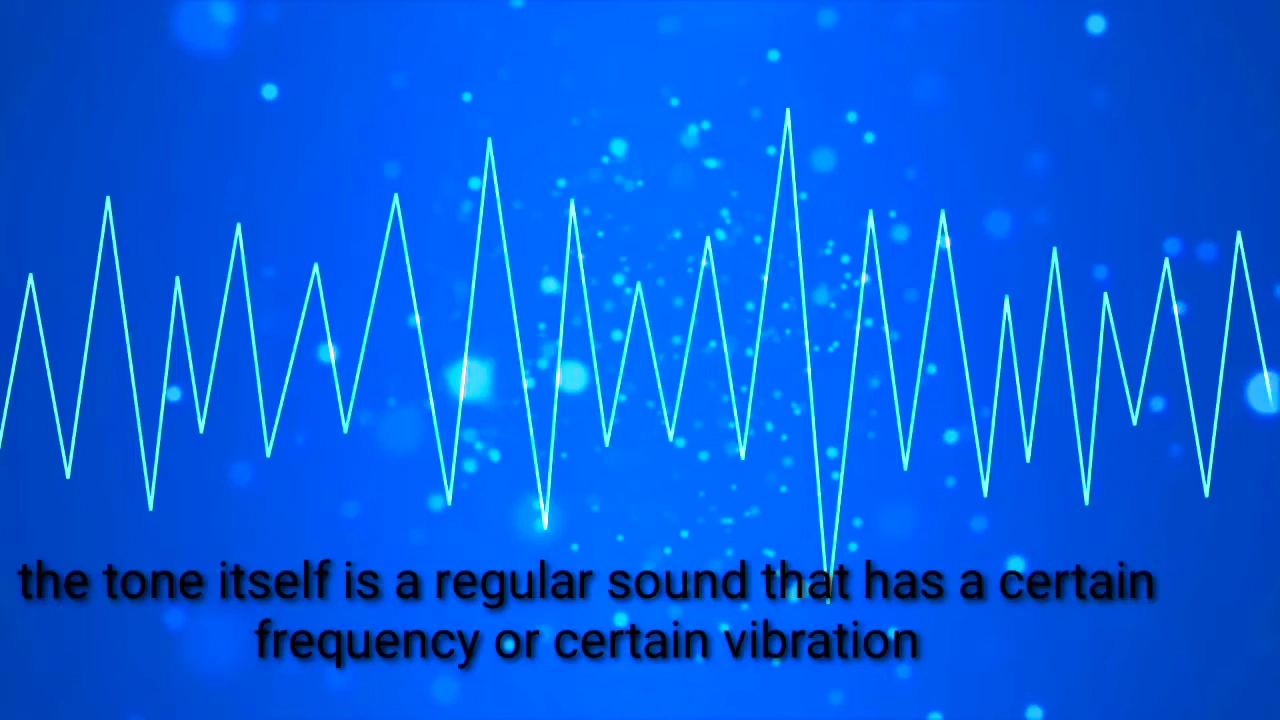 the tone itself is a regular sound that has a certain
frequency or certain vibration